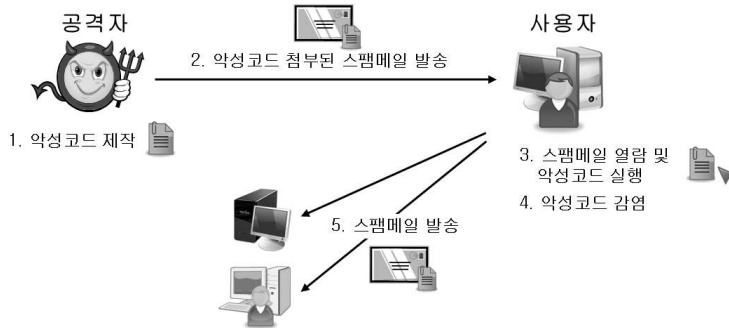 공격자
사용자
2. 악성코드 첨부된 스팸메일 발송
1. 악성코드 제작
3. 스팸메일 열람 및
악성코드 실행
4. 악성코드 감염
5. 스팸메일 발송